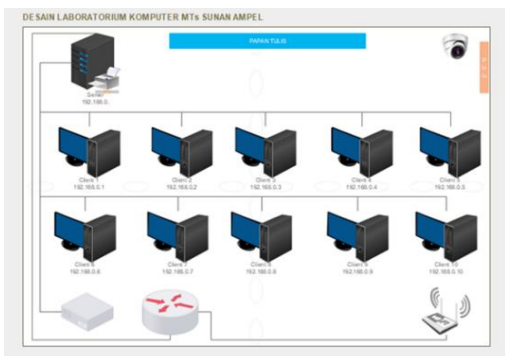 DESAIN LABORATORIUM KOMPUTER MTs SUNAN AMPEL
PAPAN TULIS
Server
192.168.0.
Client 1
192.168.0.1
Client 2
192.168.0.2
Client 3
192.168.0.3
Client 4
192.168.0.4
Client 5
192.168.0.5
Client 6
192.168.0.6
Client 7
192.168.0.7
Client 8
192.168.0.8
Client 9
192.168.0.9
Client 10
192.168.0.10